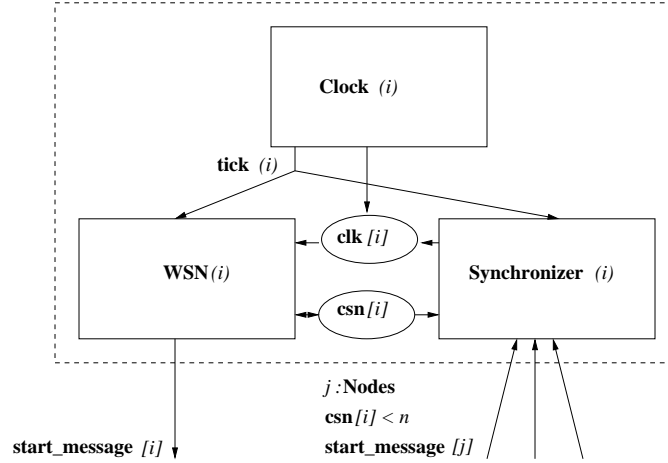 Clock (i)
tick (i)
clk [i]
WSN (i)
Synchronizer (i)
csn [i]
j : Nodes
csn [i] < n
start_message [i]
start_message [j]